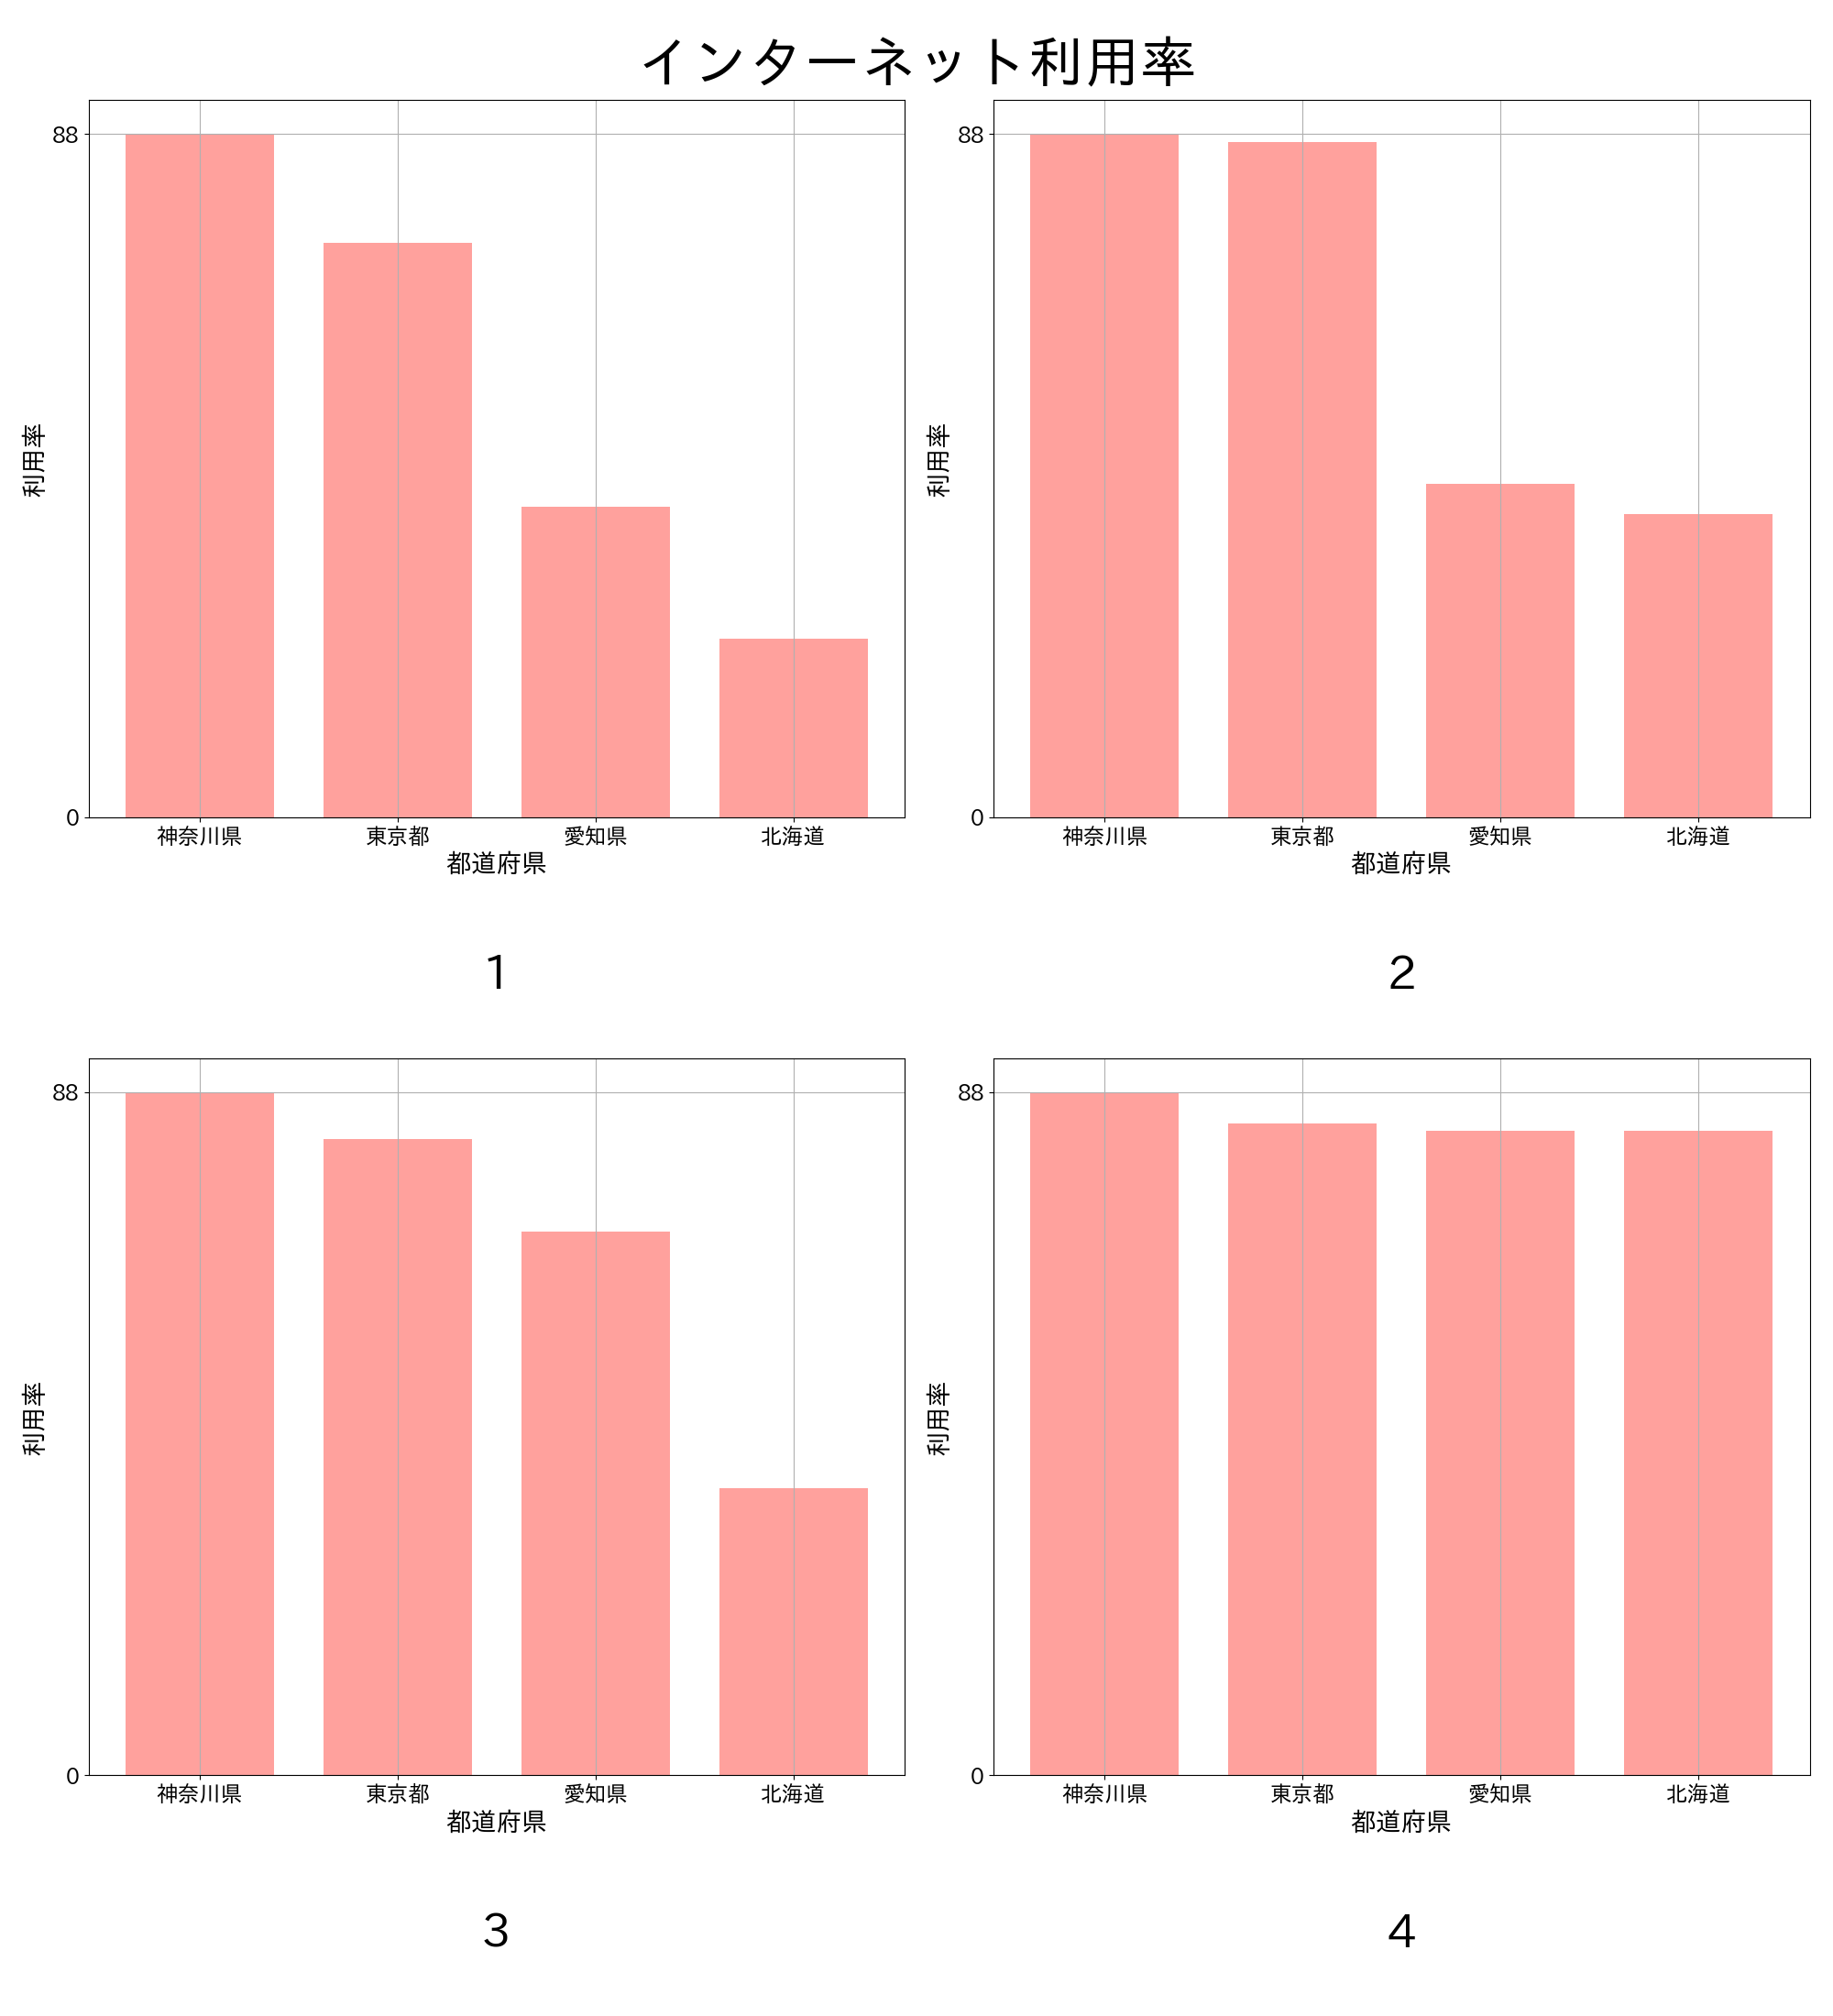 インターネット利用率
88
0
利用率
神奈川県 東京都 愛知県 北海道
都道府県
1
88
0
利用率
神奈川県 東京都 愛知県 北海道
都道府県
2
88
0
利用率
神奈川県 東京都 愛知県 北海道
都道府県
3
88
0
利用率
神奈川県 東京都 愛知県 北海道
都道府県
4